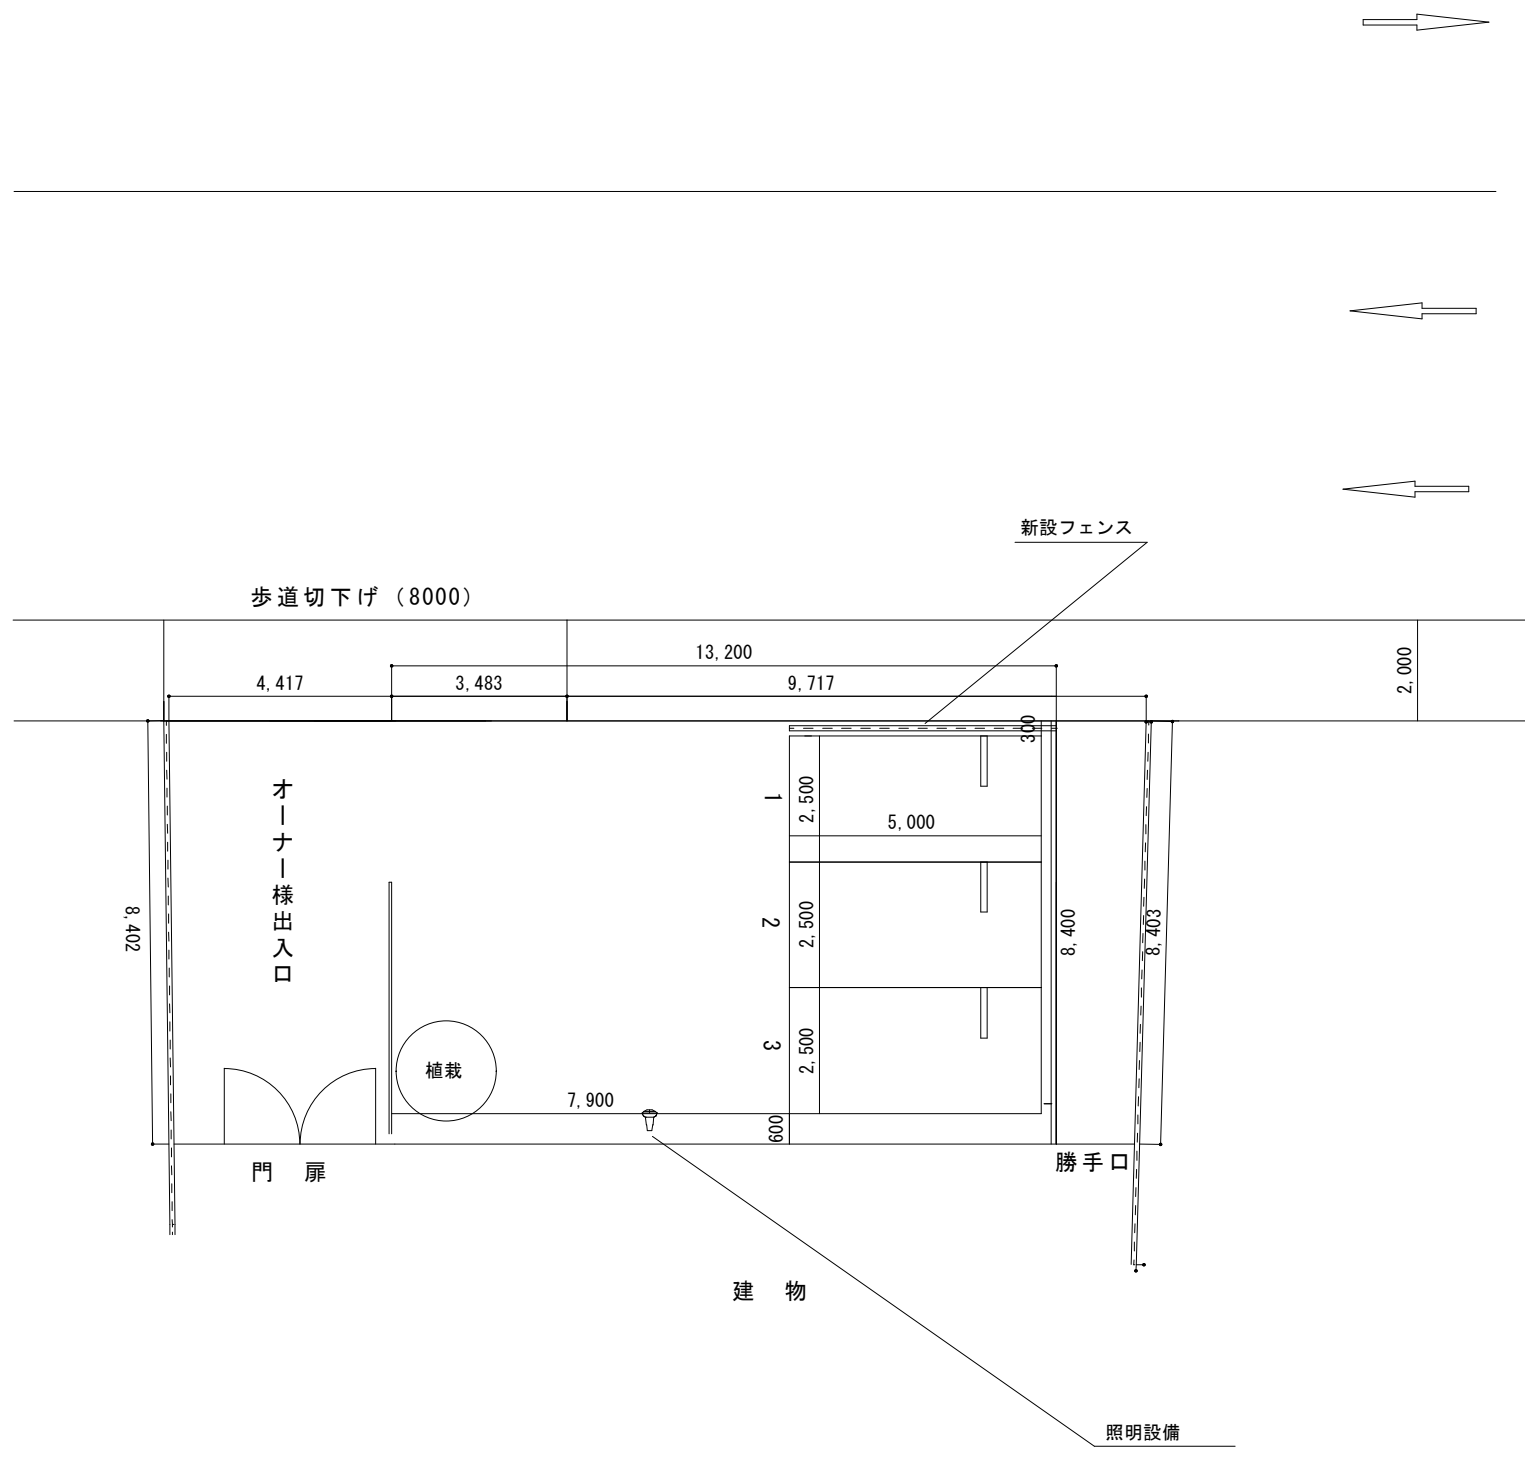 新設フェンス
歩道切下げ（8000）
13,200
4,417
3,483
9,717
2,000
300
オーナー様出入口
1
2,500
5,000
2
2,500
8,402
8,400
8,403
3
2,500
植栽
7,900
600
門 扉
勝手口
建 物
照明設備